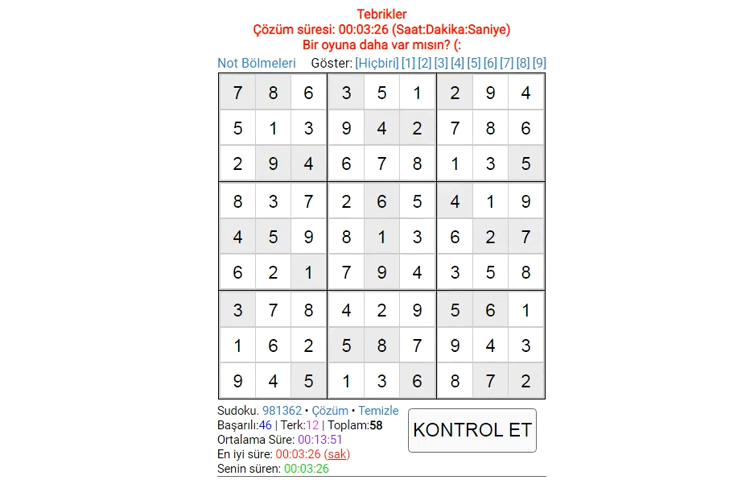 Tebrikler
Çözüm süresi: 00:03:26 (Saat:Dakika:Saniye)
Bir oyuna daha var mısın? (:
Not Bölmeleri Göster: [Hiçbiri] [1] [2] [3] [4] [5] [6] [7] [8] [9]
7 8 6 3 5 1 2 9 4
5 1 3 9 4 2 7 8 6
2 9 4 6 7 8 1 3 5
8 3 7 2 6 5 4 1 9
4 5 9 8 1 3 6 2 7
6 2 1 7 9 4 3 5 8
3 7 8 4 2 9 5 6 1
1 6 2 5 8 7 9 4 3
9 4 5 1 3 6 8 7 2
Sudoku. 981362 • Çözüm • Temizle
Başarılı:46 | Terk:12 | Toplam:58
Ortalama Süre: 00:13:51
En iyi süre: 00:03:26 (sak)
Senin süren: 00:03:26
KONTROL ET